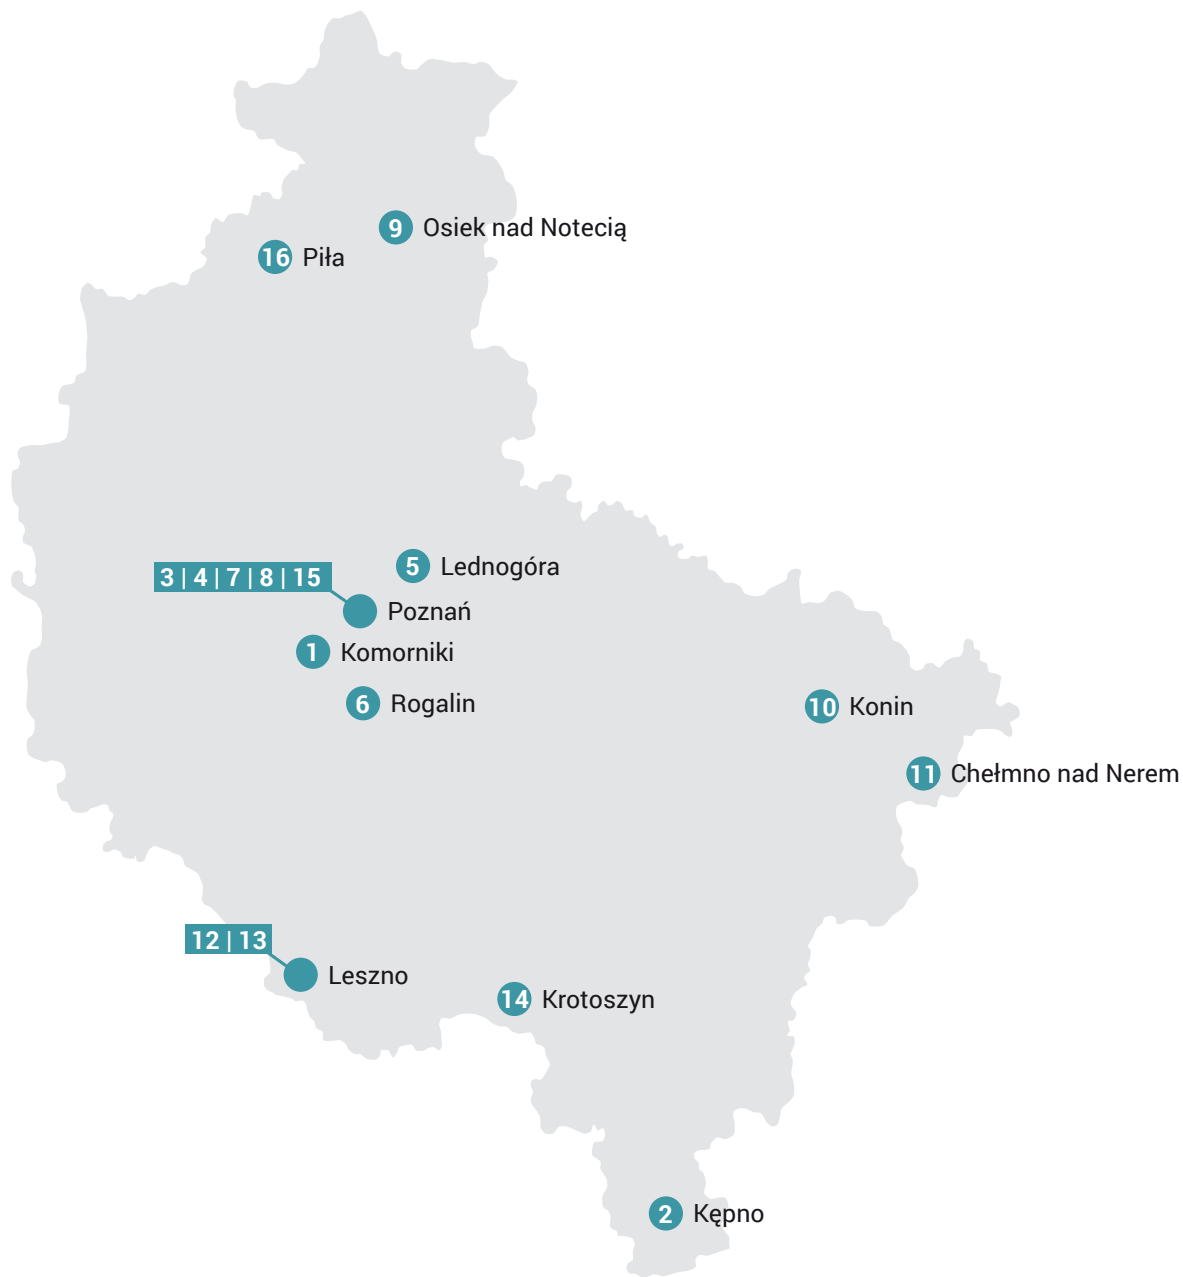 9 Osiek nad Notecią
16 Piła
5 Lednogóra
3 | 4 | 7 | 8 | 15
Poznań
1 Komorniki
6 Rogalin
10 Konin
11 Chełmno nad Nerem
12 | 13
Leszno
14 Krotoszyn
2 Kępno